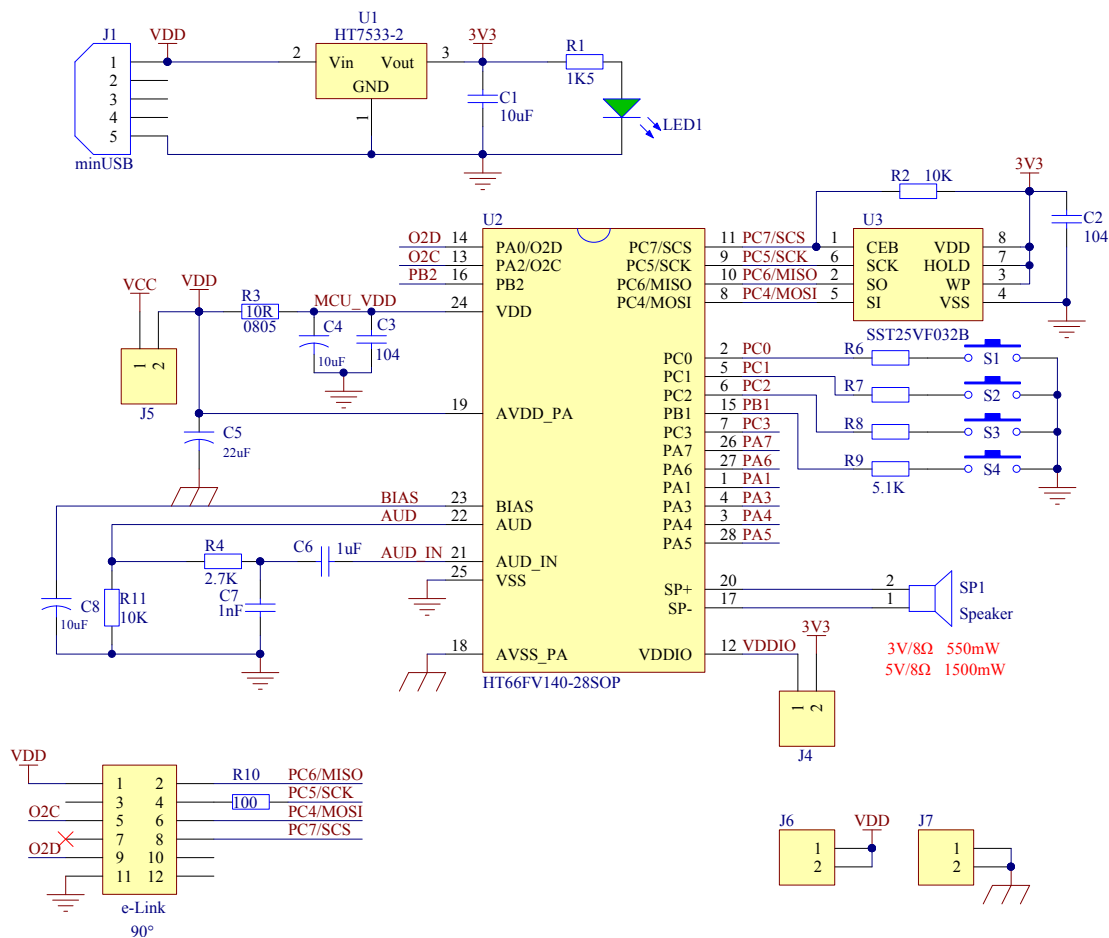 J1
VDD
1
2
3
4
5
minUSB
U1
HT7533-2
2
Vin
Vout
3
GND
1
3V3
R1
1K5
C1
10uF
LED1
3V3
R2 10K
C2
104
U3
1 CEB VDD 8
6 SCK HOLD 7
2 SO WP 3
5 SI VSS 4
SST25VF032B
U2
O2D 14 PA0/O2D
O2C 13 PA2/O2C
PB2 16 PB2
24 VDD
19 AVDD_PA
BIAS 23 BIAS
AUD 22 AUD
AUD_IN 21 AUD_IN
25 VSS
18 AVSS_PA
PC7/SCS 11 PC7/SCS
PC5/SCK 9 PC5/SCK
PC6/MISO 10 PC6/MISO
PC4/MOSI 8 PC4/MOSI
PC0 2 PC0
PC1 5 PC1
PC2 6 PC2
PB1 15 PB1
PC3 7 PC3
PA7 26 PA7
PA6 27 PA6
PA1 1 PA1
PA3 4 PA3
PA4 3 PA4
PA5 28 PA5
SP+ 20
SP- 17
VDDIO 12 VDDIO
HT66FV140-28SOP
VCC
VDD
R3
10R
0805
MCU_VDD
C4
10uF
C3
104
1
2
J5
C5
22uF
R4
2.7K
C6 1uF
C7
1nF
C8
10uF
R11
10K
R6
S1
R7
S2
R8
S3
R9
5.1K
S4
2
1
SP1
Speaker
3V/8Ω 550mW
5V/8Ω 1500mW
3V3
1
2
J4
VDD
1 2
3 4
5 6
7 8
9 10
11 12
O2C
O2D
R10
100
PC6/MISO
PC5/SCK
PC4/MOSI
PC7/SCS
e-Link
90°
J6
VDD
1
2
J7
1
2